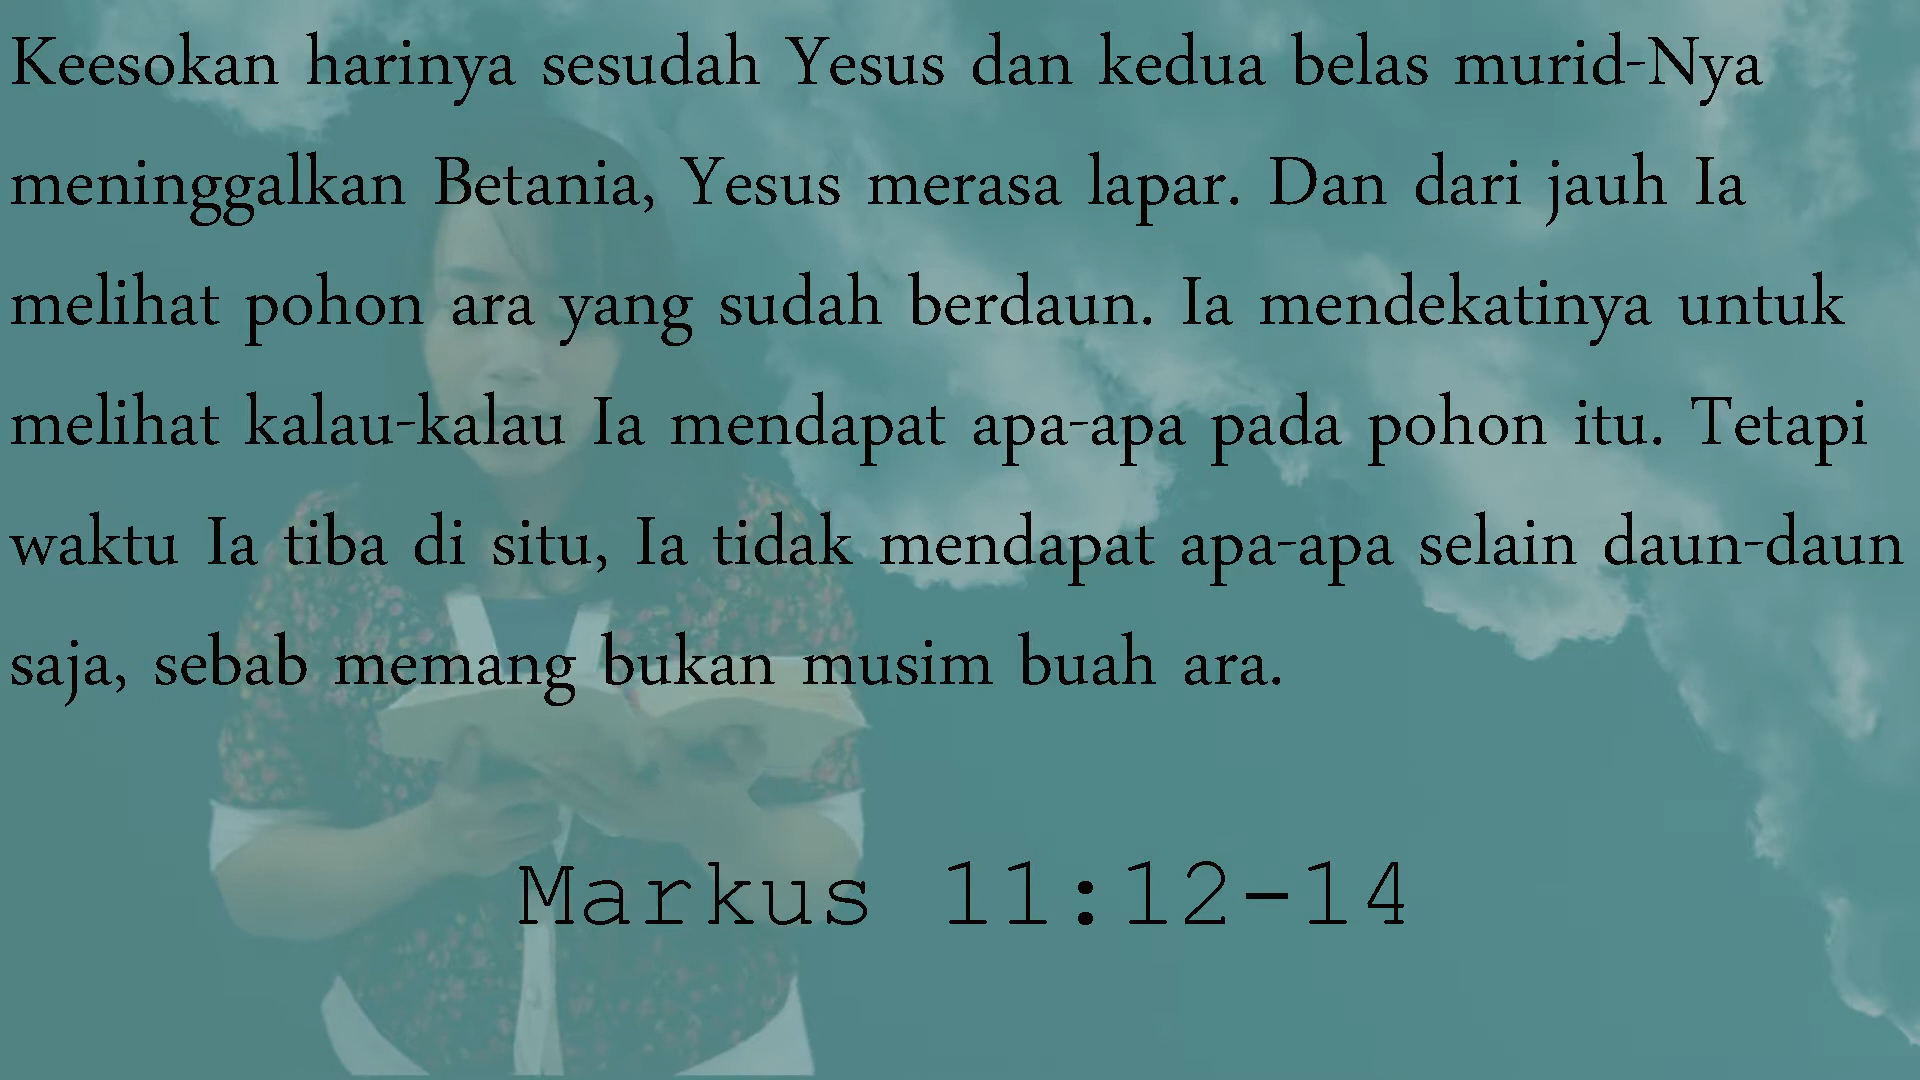 Keesokan harinya sesudah Yesus dan kedua belas murid-Nya
meninggalkan Betania, Yesus merasa lapar. Dan dari jauh Ia
melihat pohon ara yang sudah berdaun. Ia mendekatinya untuk
melihat kalau-kalau Ia mendapat apa-apa pada pohon itu. Tetapi
waktu Ia tiba di situ, Ia tidak mendapat apa-apa selain daun-daun
saja, sebab memang bukan musim buah ara.
Markus 11:12-14